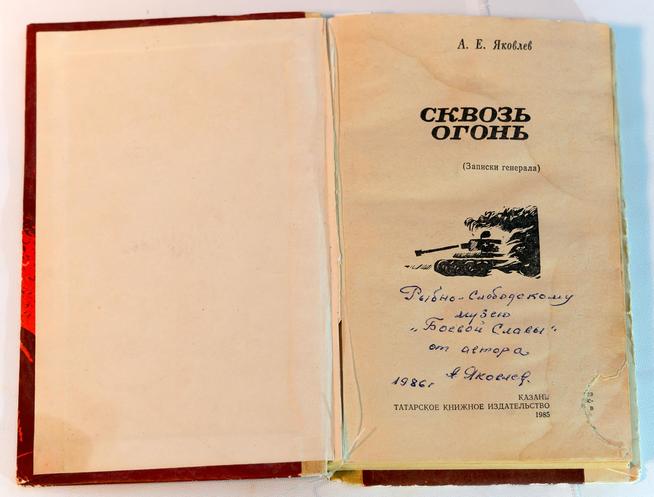 А. Е. Яковлев
СКВОЗЬ
ОГОНЬ
(Записки генерала)
Рыбно-Слободскому
музею
„Боевой Славы“
от автора
1986г А Яковлев.
КАЗАНЬ
ТАТАРСКОЕ КНИЖНОЕ ИЗДАТЕЛЬСТВО
1985